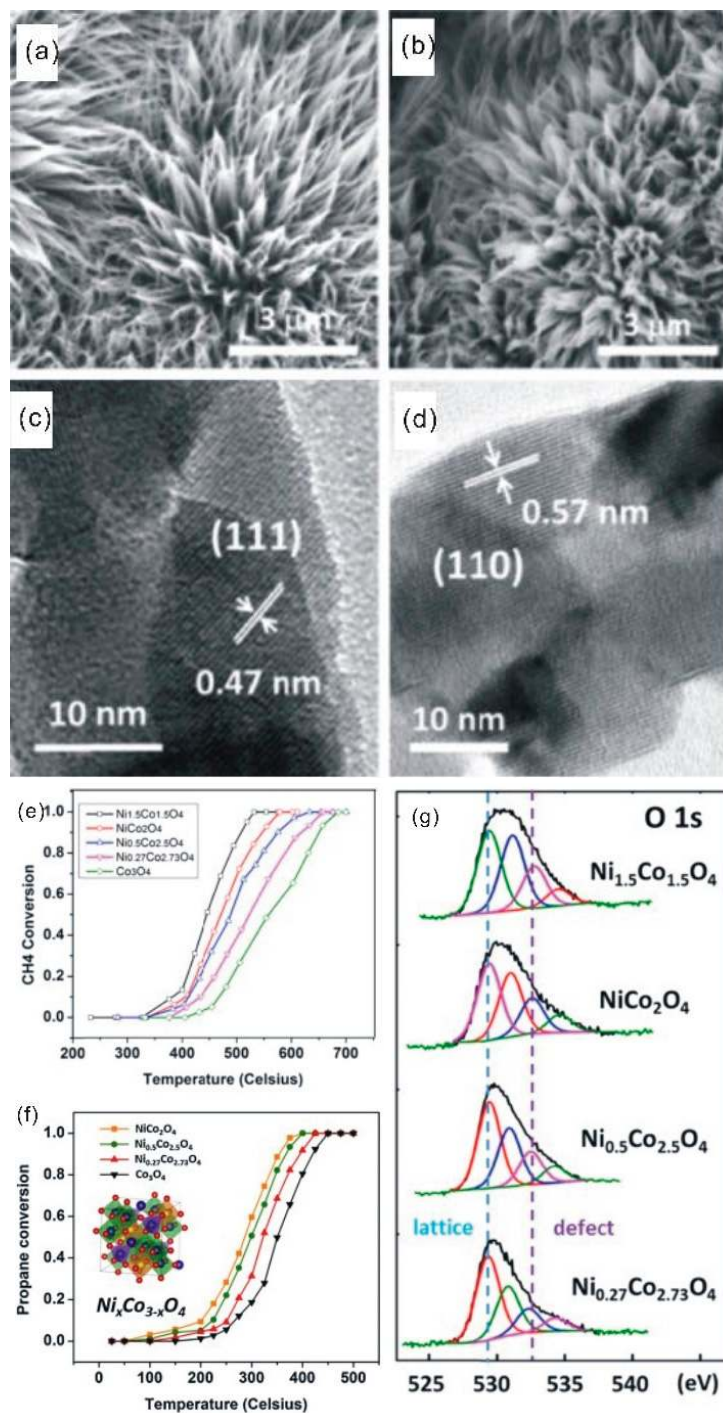 (a)
3 μm
(b)
3 μm
(c)
(111)
0.47 nm
10 nm
(d)
0.57 nm
(110)
10 nm
(e)
1.0
0.8
0.6
0.4
0.2
0.0
CH4 Conversion
Ni1.5Co1.5O4
NiCo2O4
Ni0.5Co2.5O4
Ni0.27Co2.73O4
Co3O4
200 300 400 500 600 700
Temperature (Celsius)
(f)
1.0
0.8
0.6
0.4
0.2
0.0
Propane conversion
NiCo₂O₄
Ni₀.₅Co₂.₅O₄
Ni₀.₂₇Co₂.₇₃O₄
Co₃O₄
NiₓCo₃₋ₓO₄
0 100 200 300 400 500
Temperature (Celsius)
(g)
O 1s
Ni₁.₅Co₁.₅O₄
NiCo₂O₄
Ni₀.₅Co₂.₅O₄
lattice
defect
Ni₀.₂₇Co₂.₇₃O₄
525 530 535 540 (eV)